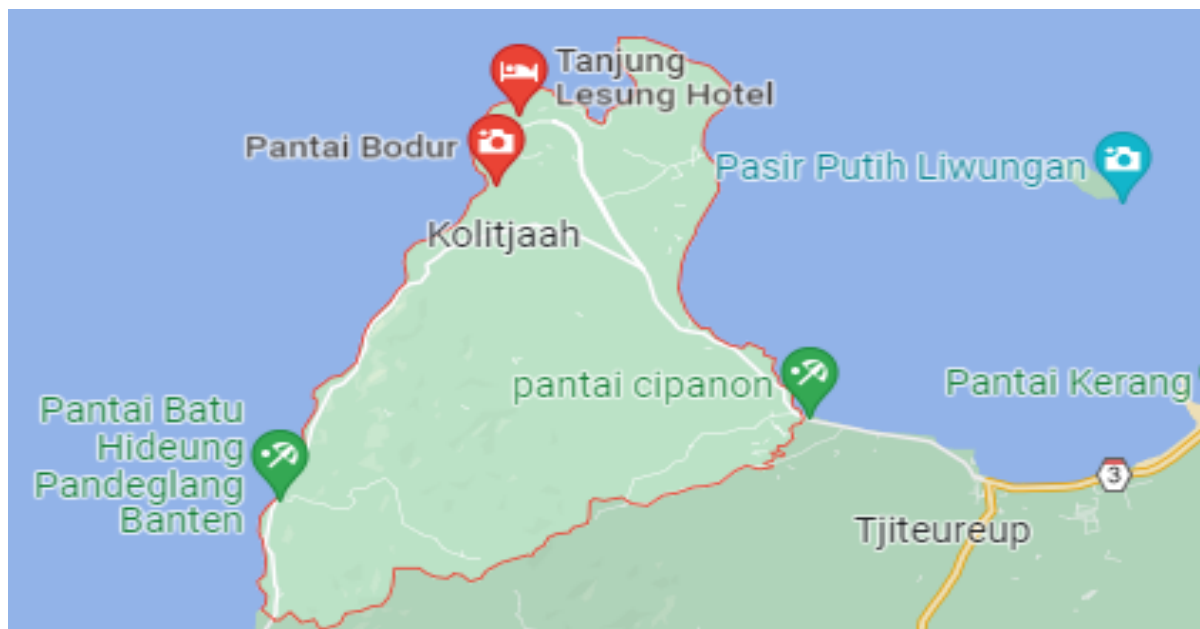 Tanjung
Lesung Hotel
Pantai Bodur
Pasir Putih Liwungan
Kolitjaah
pantai cipanon
Pantai Kerang
Pantai Batu
Hideung
Pandeglang
Banten
3
Tjiteureup